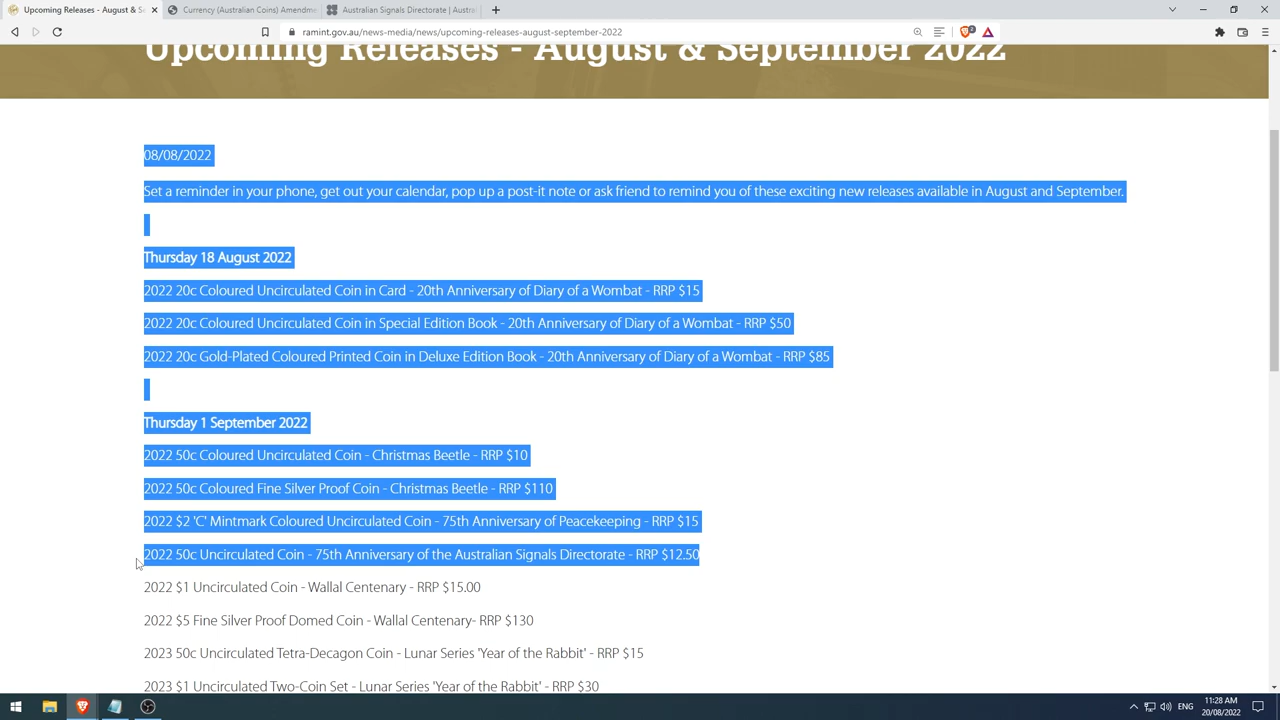 Upcoming Releases - August & Se
Currency (Australian Coins) Amendme
Australian Signals Directorate | Austra
ramint.gov.au/news-media/news/upcoming-releases-august-september-2022
2
Upcoming Releases - August & September 2022
08/08/2022
Set a reminder in your phone, get out your calendar, pop up a post-it note or ask friend to remind you of these exciting new releases available in August and September.
Thursday 18 August 2022
2022 20c Coloured Uncirculated Coin in Card - 20th Anniversary of Diary of a Wombat - RRP $15
2022 20c Coloured Uncirculated Coin in Special Edition Book - 20th Anniversary of Diary of a Wombat - RRP $50
2022 20c Gold-Plated Coloured Printed Coin in Deluxe Edition Book - 20th Anniversary of Diary of a Wombat - RRP $85
Thursday 1 September 2022
2022 50c Coloured Uncirculated Coin - Christmas Beetle - RRP $10
2022 50c Coloured Fine Silver Proof Coin - Christmas Beetle - RRP $110
2022 $2 'C' Mintmark Coloured Uncirculated Coin - 75th Anniversary of Peacekeeping - RRP $15
2022 50c Uncirculated Coin - 75th Anniversary of the Australian Signals Directorate - RRP $12.50
2022 $1 Uncirculated Coin - Wallal Centenary - RRP $15.00
2022 $5 Fine Silver Proof Domed Coin - Wallal Centenary- RRP $130
2023 50c Uncirculated Tetra-Decagon Coin - Lunar Series 'Year of the Rabbit' - RRP $15
2023 $1 Uncirculated Two-Coin Set - Lunar Series 'Year of the Rabbit' - RRP $30
ENG
11:28 AM
20/08/2022